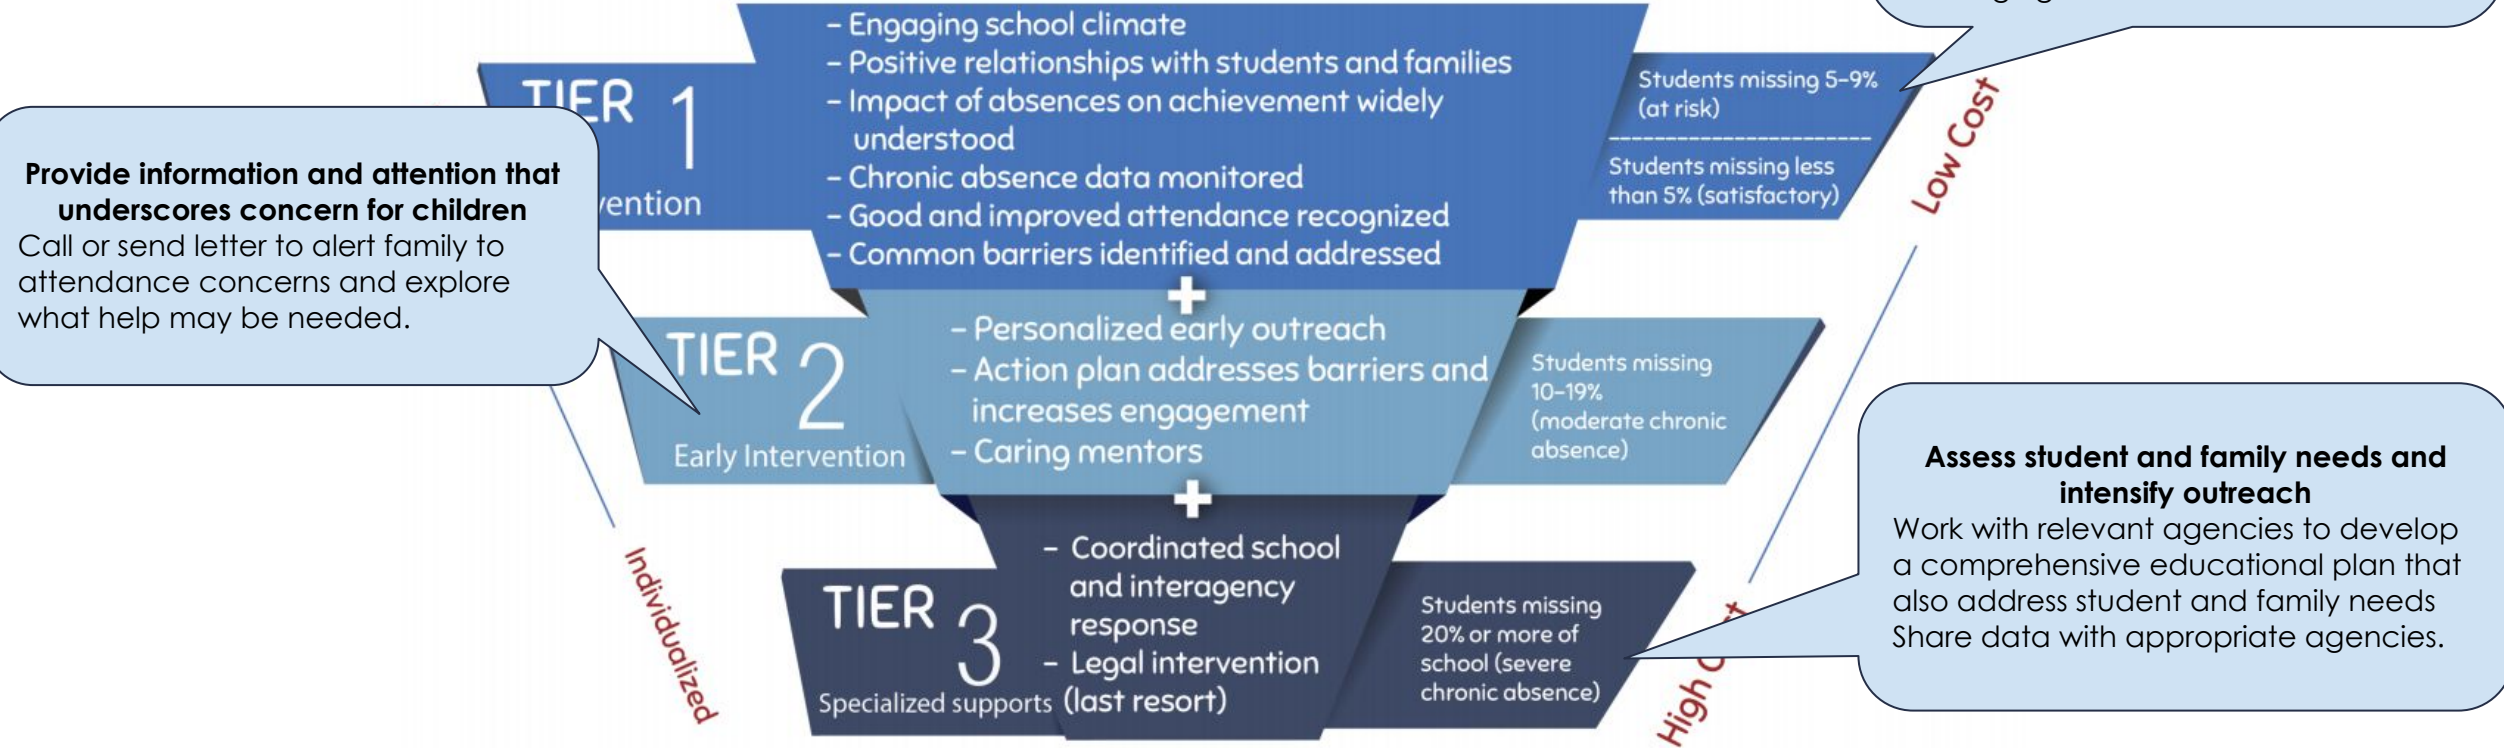 – Engaging school climate
– Positive relationships with students and families
– Impact of absences on achievement widely
understood
– Chronic absence data monitored
– Good and improved attendance recognized
– Common barriers identified and addressed
TIER 1
Students missing 5–9%
(at risk)
Students missing less
than 5% (satisfactory)
Low Cost
Provide information and attention that
underscores concern for children
Call or send letter to alert family to
attendance concerns and explore
what help may be needed.
+
TIER 2
Early Intervention
– Personalized early outreach
– Action plan addresses barriers and
increases engagement
– Caring mentors
Students missing
10–19%
(moderate chronic
absence)
+
Individualized
TIER 3
Specialized supports
– Coordinated school
and interagency
response
– Legal intervention
(last resort)
Students missing
20% or more of
school (severe
chronic absence)
High
Assess student and family needs and
intensify outreach
Work with relevant agencies to develop
a comprehensive educational plan that
also address student and family needs
Share data with appropriate agencies.